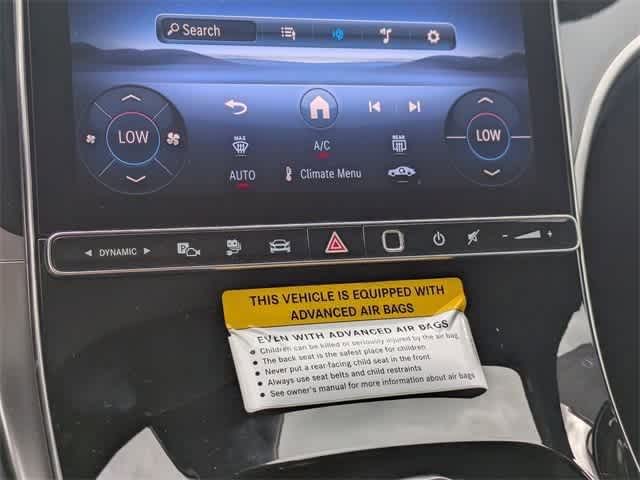 Search
LOW
LOW
MAX
A/C
REAR
AUTO
Climate Menu
◄ DYNAMIC ►
P
- +
THIS VEHICLE IS EQUIPPED WITH
ADVANCED AIR BAGS
EVEN WITH ADVANCED AIR BAGS
• Children can be killed or seriously injured by the air bag
• The back seat is the safest place for children
• Never put a rear-facing child seat in the front
• Always use seat belts and child restraints
• See owner's manual for more information about air bags